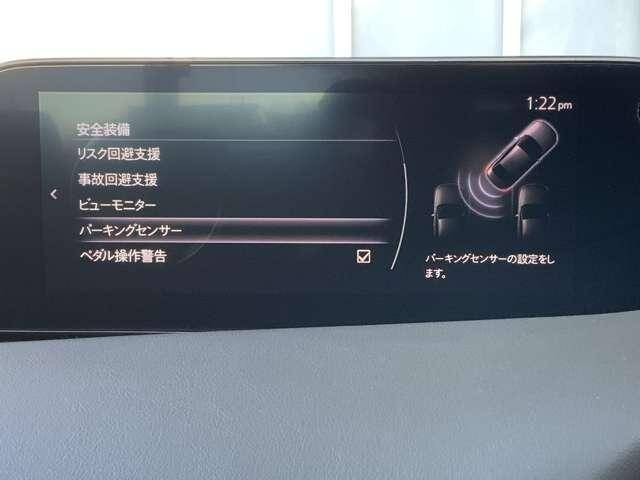 1:22pm
安全装備
リスク回避支援
事故回避支援
ビューモニター
パーキングセンサー
ペダル操作警告
パーキングセンサーの設定をし
ます。